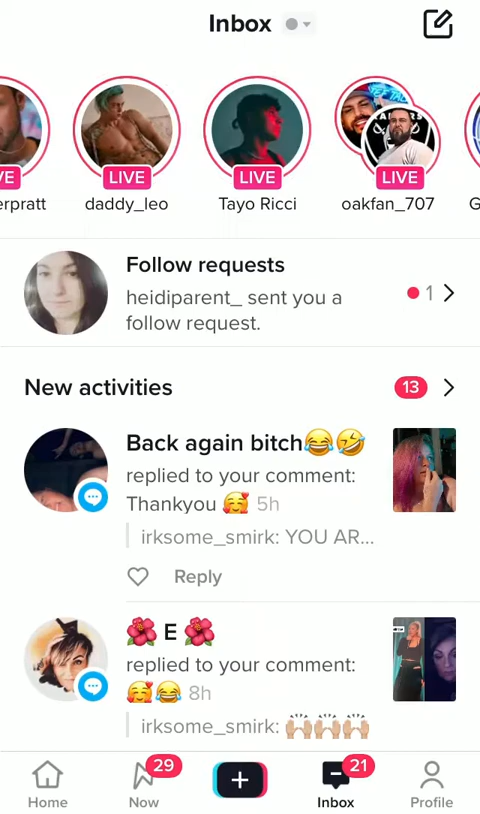 Inbox
LIVE
LIVE
LIVE
erpratt
daddy_leo
Tayo Ricci
oakfan_707
G
Follow requests
heidiparent_ sent you a
follow request.
1
New activities
13
Back again bitch😂🤣
replied to your comment:
Thankyou 🥰 5h
irksome_smirk: YOU AR...
Reply
🌺 E 🌺
replied to your comment:
🥰😂 8h
irksome_smirk: 🙌🏼🙌🏼🙌🏼
29
21
Home
Now
Inbox
Profile